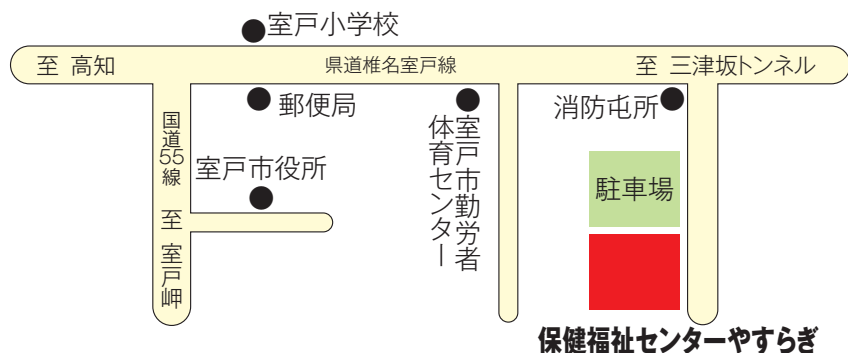 室戸小学校
至 高知
県道椎名室戸線
至 三津坂トンネル
郵便局
消防屯所
国道55線
至 室戸岬
室戸市役所
室戸市勤労者
体育センター
駐車場
保健福祉センターやすらぎ